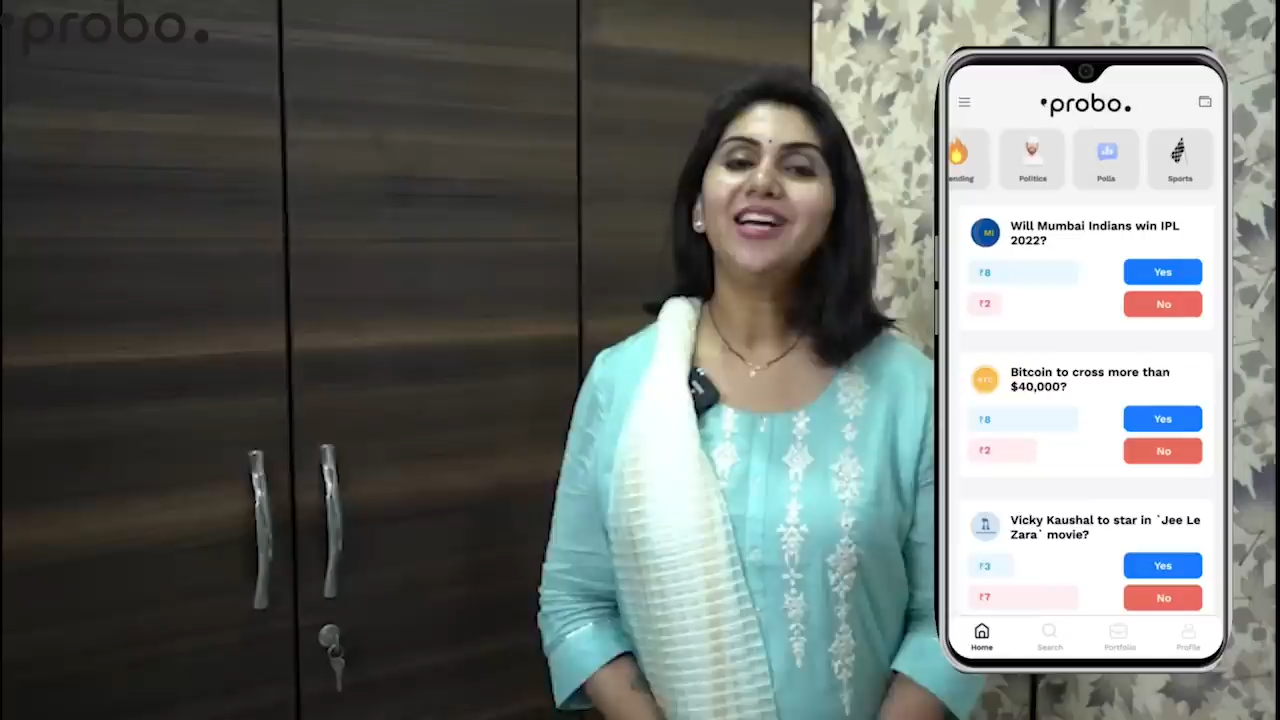 probo.
probo.
ending
Politics
Polls
Sports
MI
Will Mumbai Indians win IPL
2022?
₹8
Yes
₹2
No
BTC
Bitcoin to cross more than
$40,000?
₹8
Yes
₹2
No
Vicky Kaushal to star in `Jee Le
Zara` movie?
₹3
Yes
₹7
No
Home
Search
Portfolio
Profile